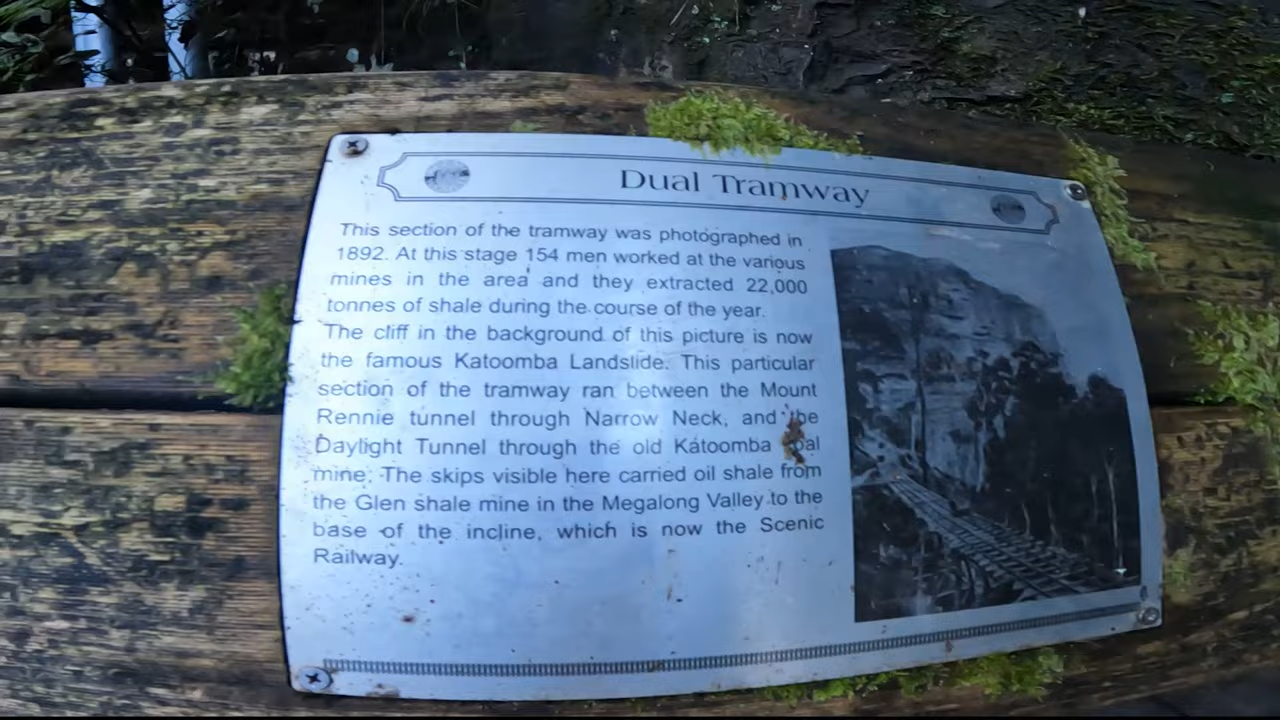 Dual Tramway
This section of the tramway was photographed in
1892. At this stage 154 men worked at the various
mines in the area and they extracted 22,000
tonnes of shale during the course of the year.
The cliff in the background of this picture is now
the famous Katoomba Landslide. This particular
section of the tramway ran between the Mount
Rennie tunnel through Narrow Neck, and the
Daylight Tunnel through the old Katoomba coal
mine. The skips visible here carried oil shale from
the Glen shale mine in the Megalong Valley to the
base of the incline, which is now the Scenic
Railway.